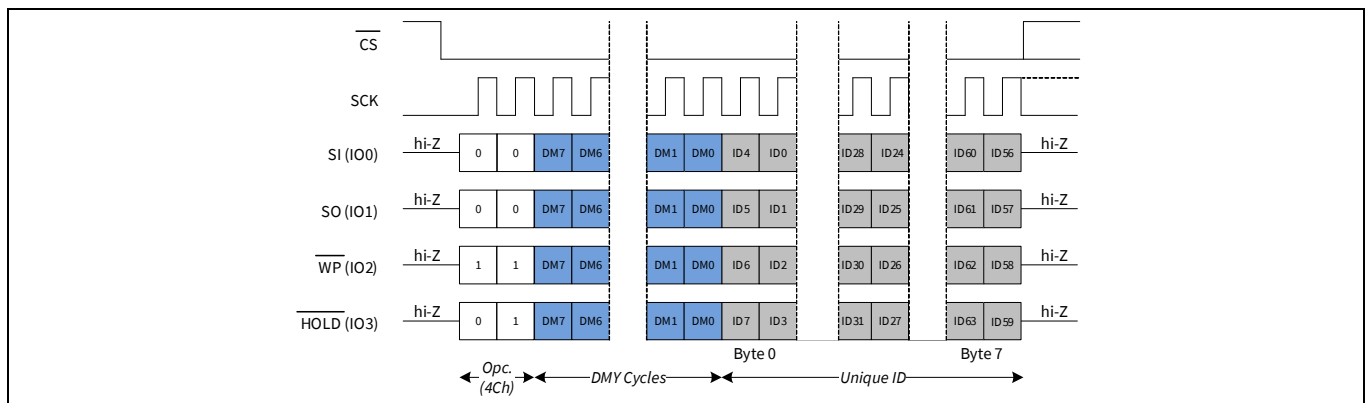 CS
SCK
SI (IO0) hi-Z 0 0 DM7 DM6 DM1 DM0 ID4 ID0 ID28 ID24 ID60 ID56 hi-Z
SO (IO1) hi-Z 0 0 DM7 DM6 DM1 DM0 ID5 ID1 ID29 ID25 ID61 ID57 hi-Z
WP (IO2) hi-Z 1 1 DM7 DM6 DM1 DM0 ID6 ID2 ID30 ID26 ID62 ID58 hi-Z
HOLD (IO3) hi-Z 0 1 DM7 DM6 DM1 DM0 ID7 ID3 ID31 ID27 ID63 ID59 hi-Z
Byte 0 Byte 7
Opc. (4Ch) DMY Cycles Unique ID